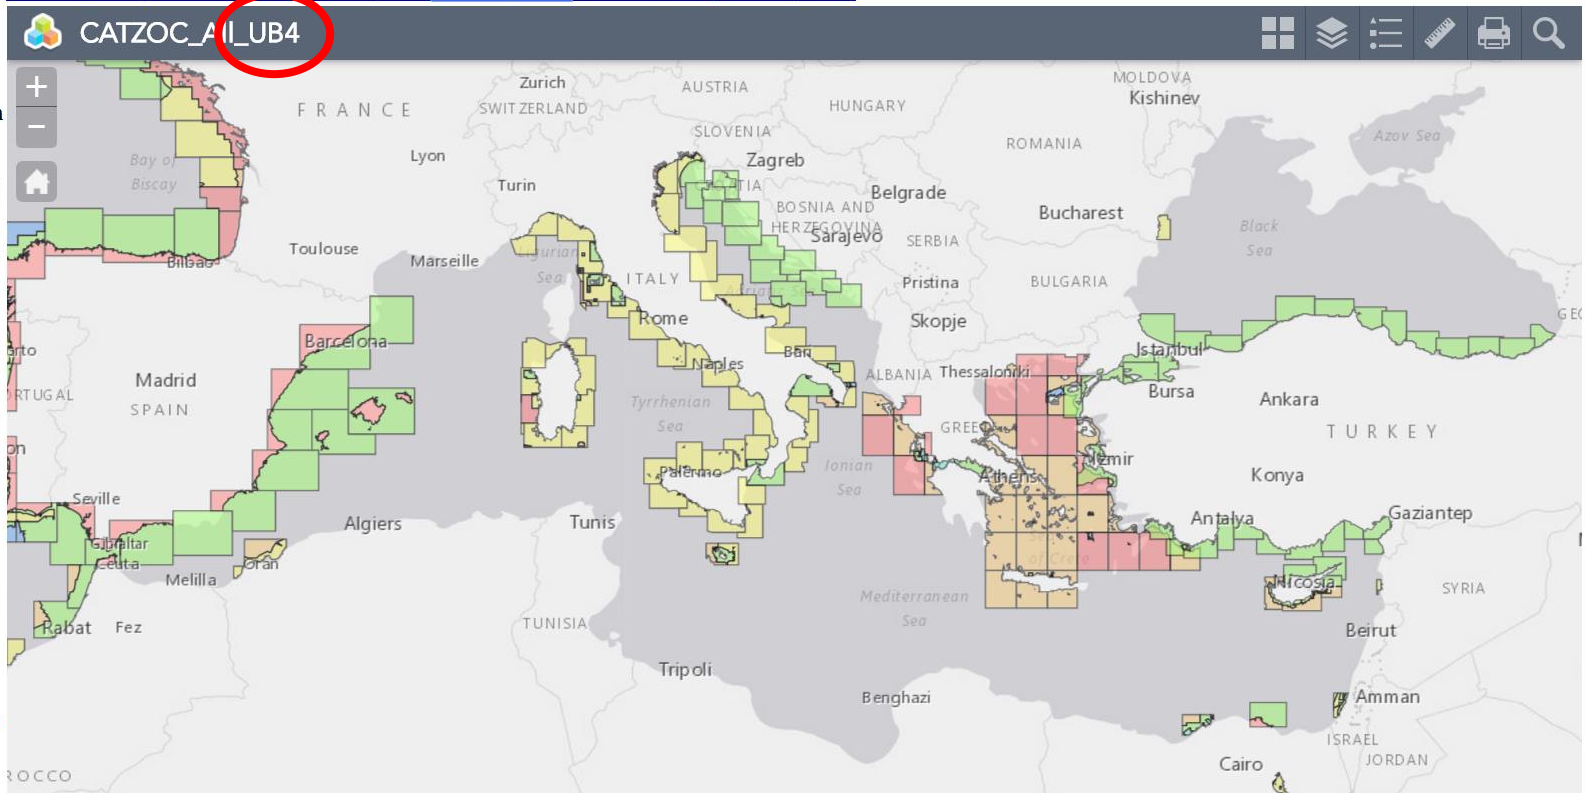 CATZOC_All_UB4
MOLDOVA
Kishinev
Zurich
AUSTRIA
SWITZERLAND
HUNGARY
FRANCE
SLOVENIA
Azov Sea
ROMANIA
Lyon
Zagreb
Bay of
Biscay
Turin
Belgrade
BOSNIA AND
HERZEGOVINA
Bucharest
Sarajevo
SERBIA
Black
Sea
Toulouse
Marseille
Bilbao
Ligurian
Sea
ITALY
Pristina
BULGARIA
Rome
Skopje
Barcelona
Istanbul
Bari
Naples
ALBANIA
Thessaloniki
Madrid
SPAIN
Bursa
Ankara
Tyrrhenian
Sea
TURKEY
Izmir
Ionian
Sea
Palermo
Athens
Konya
Seville
Algiers
Tunis
Antalya
Gaziantep
Gibraltar
Ceuta
of Crete
Oran
Melilla
Nicosia
SYRIA
Mediterranean
Sea
Rabat
Fez
TUNISIA
Beirut
Tripoli
Benghazi
Amman
ISRAEL
JORDAN
Cairo